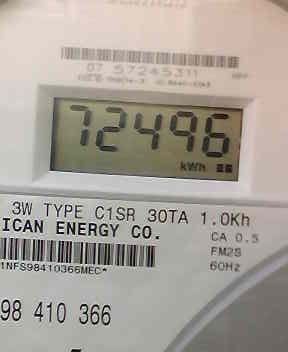 07 57245311
72496
kWh
3W TYPE C1SR 30TA 1.0Kh
ICAN ENERGY CO.
CA 0.5
FM2S
60Hz
1NFS98410366MEC*
98 410 366